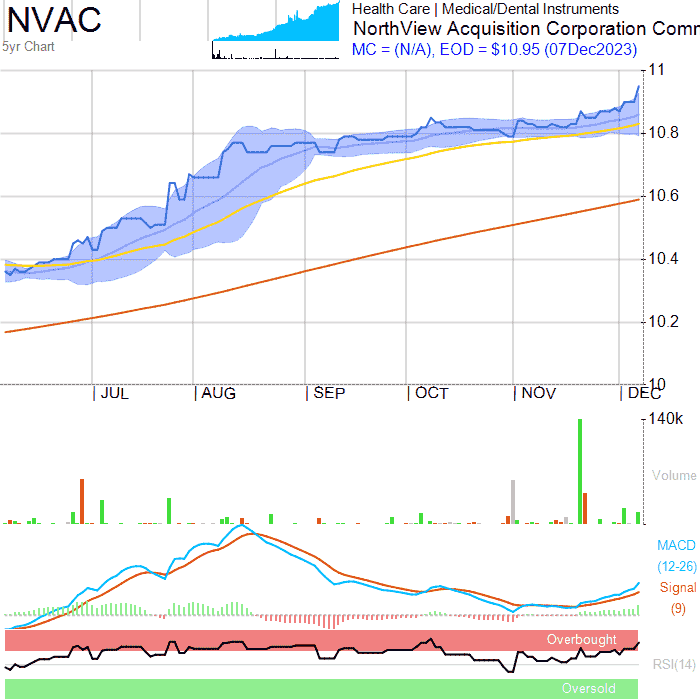 NVAC
5yr Chart
Health Care | Medical/Dental Instruments
NorthView Acquisition Corporation Comm
MC = (N/A), EOD = $10.95 (07Dec2023)
11
10.8
10.6
10.4
10.2
10
JUL AUG SEP OCT NOV DEC
140k
Volume
MACD
(12-26)
Signal
(9)
Overbought
RSI(14)
Oversold